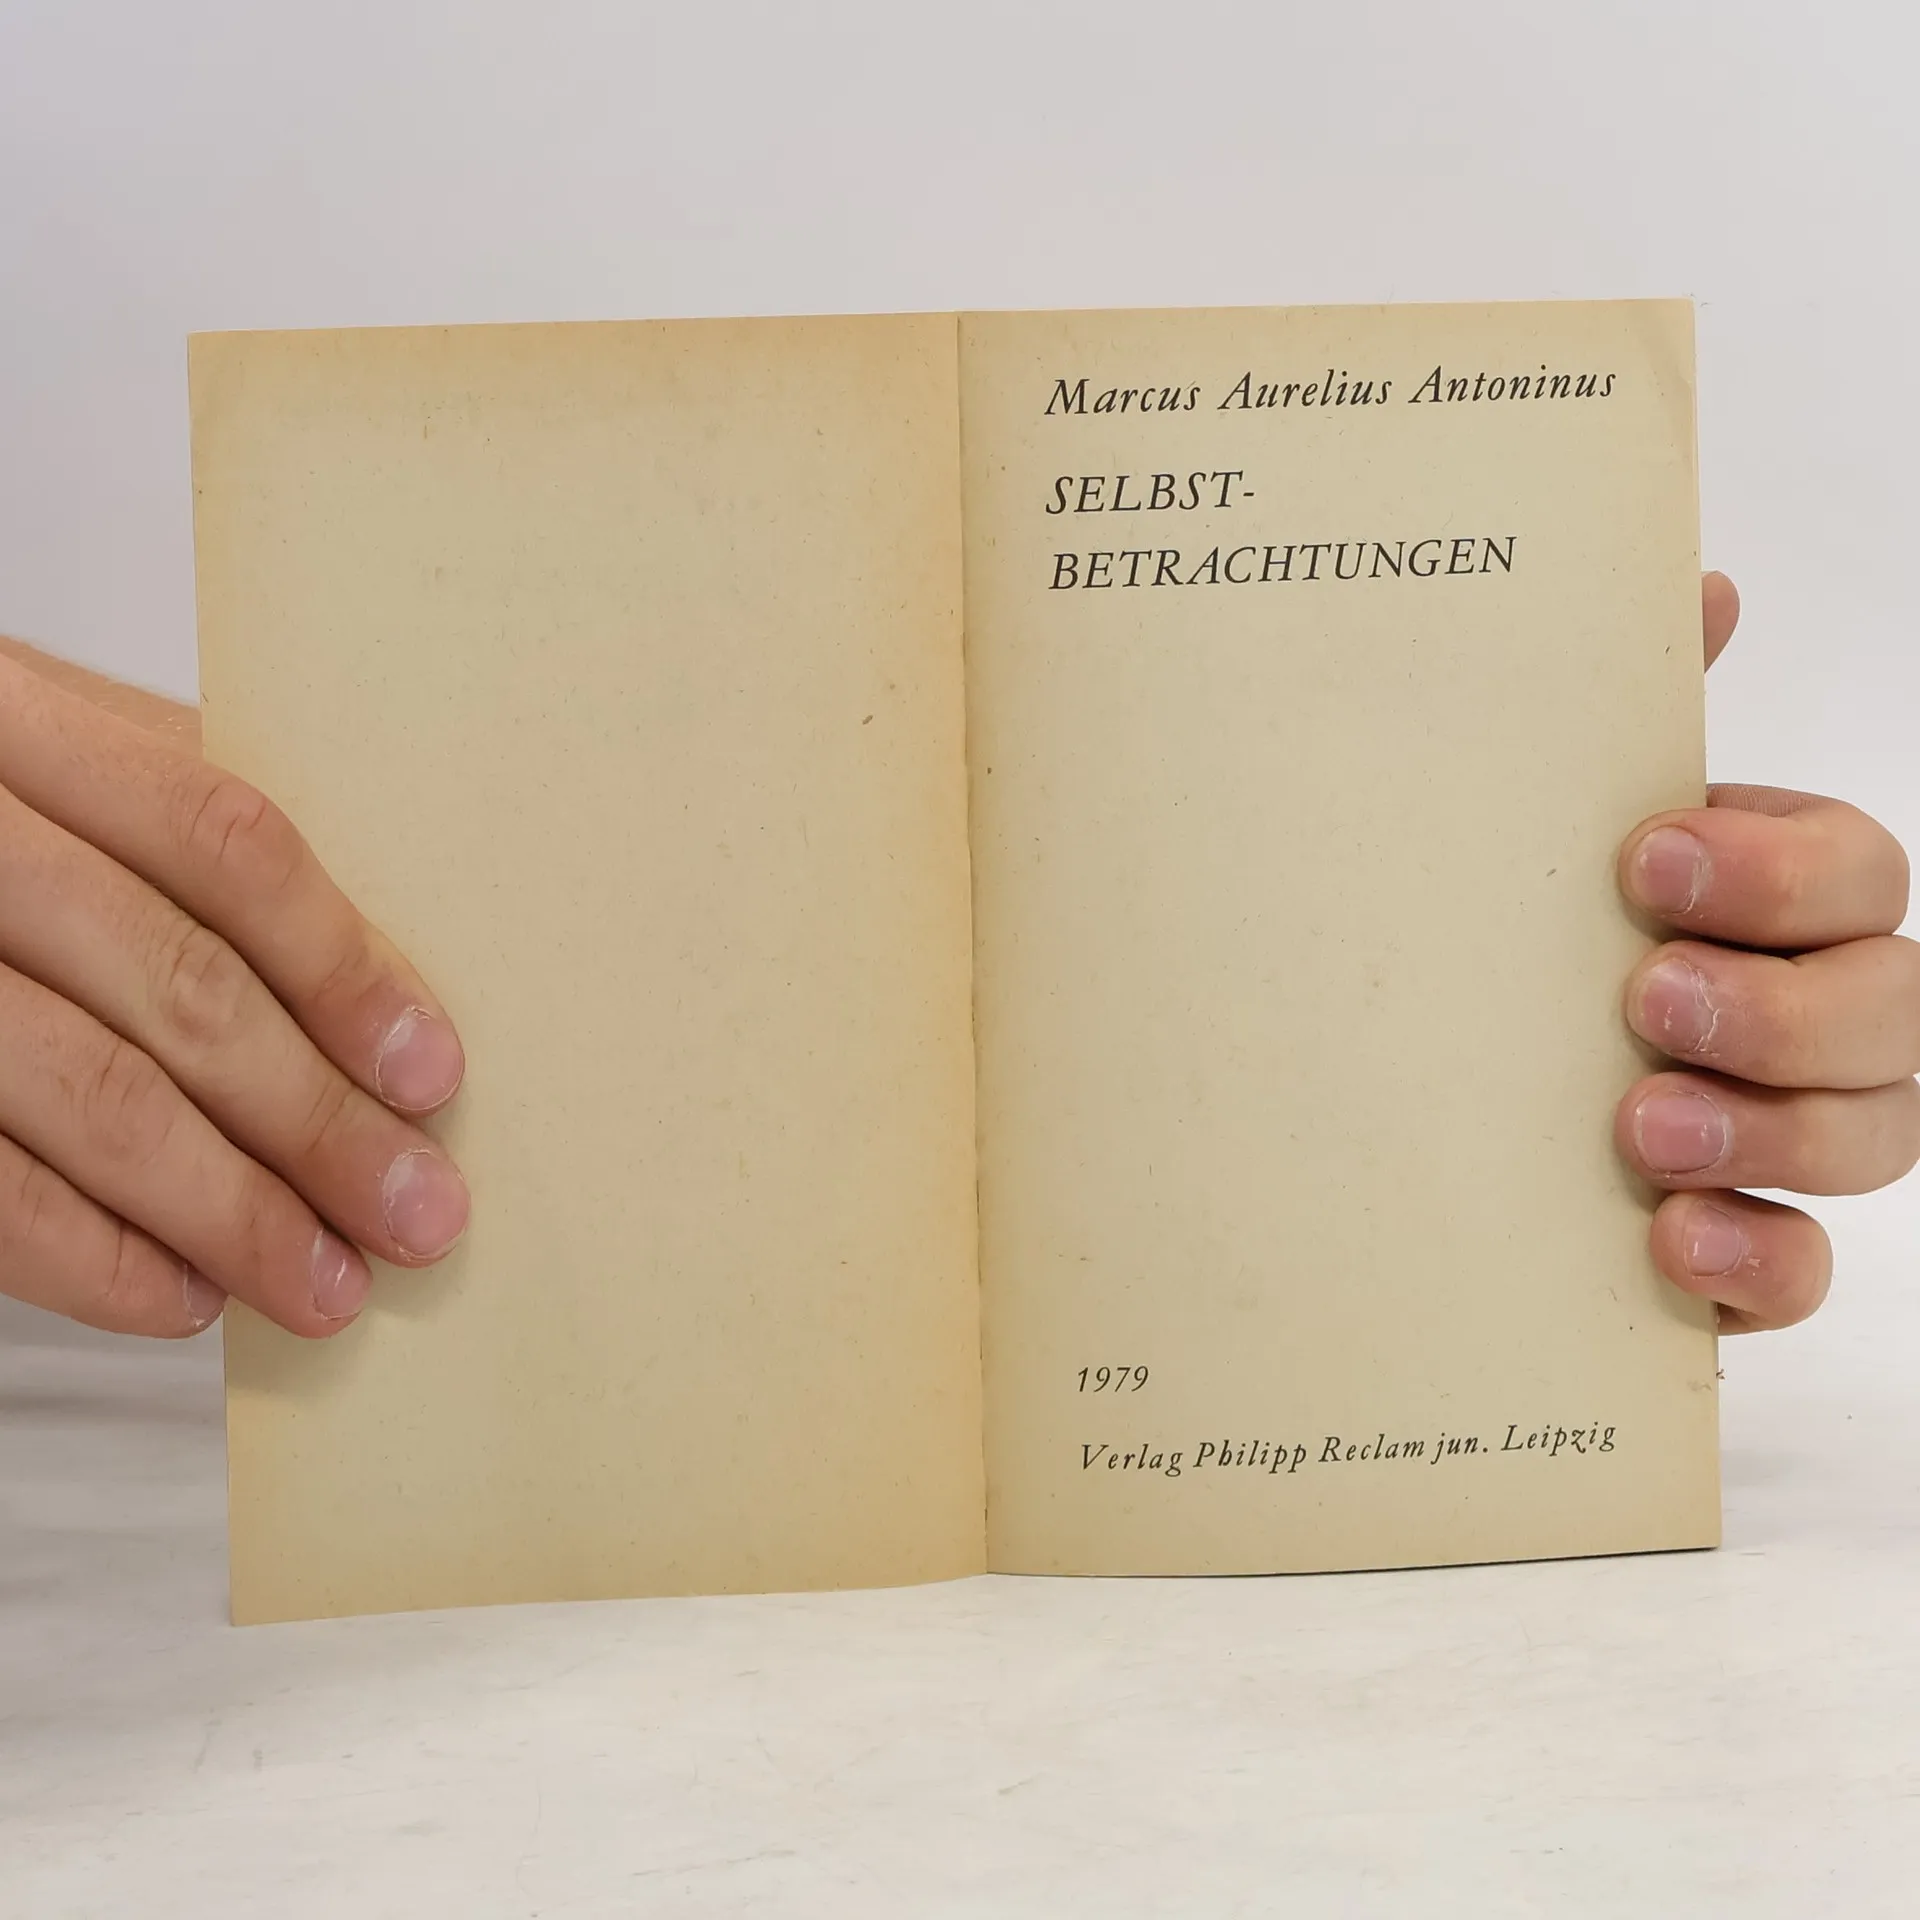 Marcus Aurelius Antoninus
SELBST-
BETRACHTUNGEN
1979
Verlag Philipp Reclam jun. Leipzig